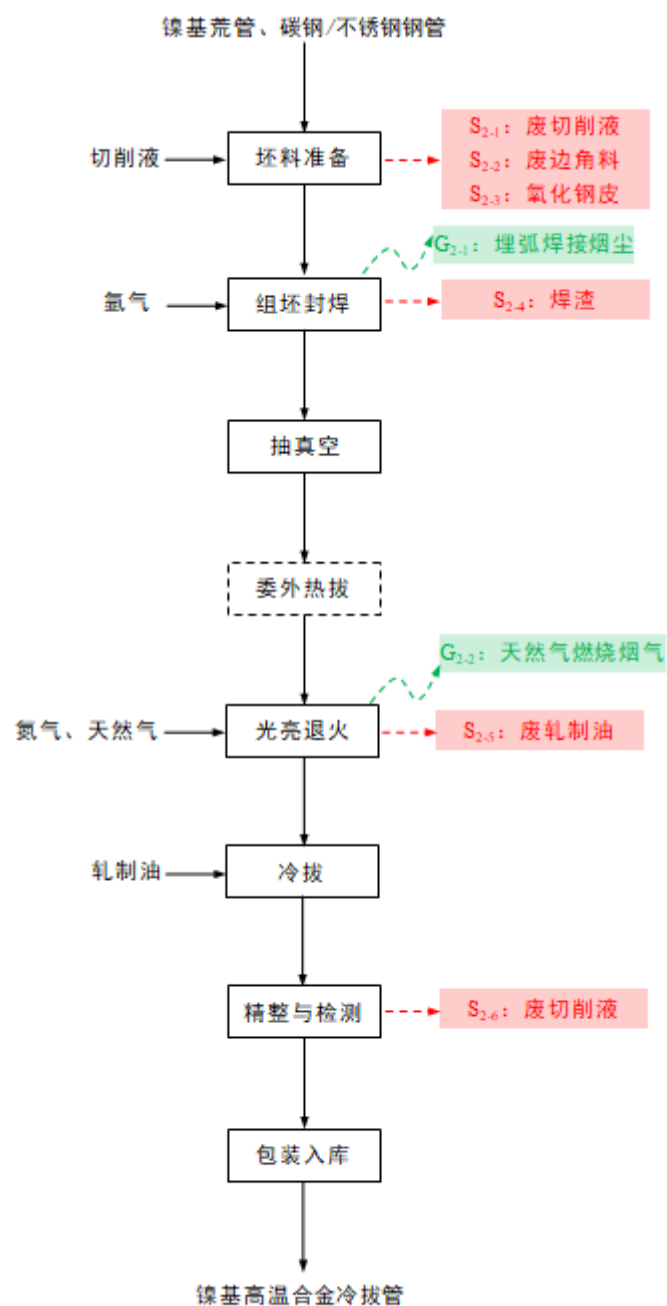 镍基荒管、碳钢/不锈钢钢管
切削液
坯料准备
S2-1：废切削液
S2-2：废边角料
S2-3：氧化钢皮
G2-1：埋弧焊接烟尘
氩气
组坯封焊
S2-4：焊渣
抽真空
委外热拔
G2-2：天然气燃烧烟气
氮气、天然气
光亮退火
S2-5：废轧制油
轧制油
冷拔
精整与检测
S2-6：废切削液
包装入库
镍基高温合金冷拔管